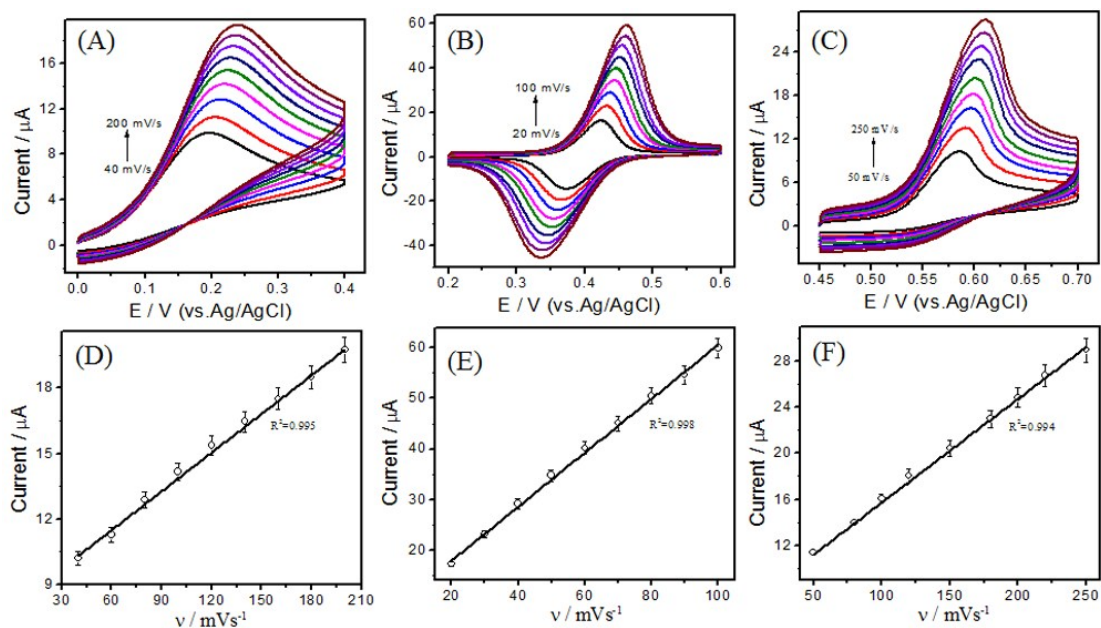 (A)
Current / μA
16
12
8
4
0
200 mV/s
40 mV/s
0.0 0.1 0.2 0.3 0.4
E / V (vs.Ag/AgCl)
(B)
Current / μA
60
40
20
0
-20
-40
100 mV/s
20 mV/s
0.2 0.3 0.4 0.5 0.6
E / V (vs.Ag/AgCl)
(C)
Current / μA
24
18
12
6
0
250 mV/s
50 mV/s
0.45 0.50 0.55 0.60 0.65 0.70
E / V (vs.Ag/AgCl)
(D)
Current / μA
18
15
12
9
R²=0.995
30 60 90 120 150 180 210
ν / mVs⁻¹
(E)
Current / μA
60
50
40
30
20
R²=0.998
20 40 60 80 100
ν / mVs⁻¹
(F)
Current / μA
28
24
20
16
12
R²=0.994
50 100 150 200 250
ν / mVs⁻¹